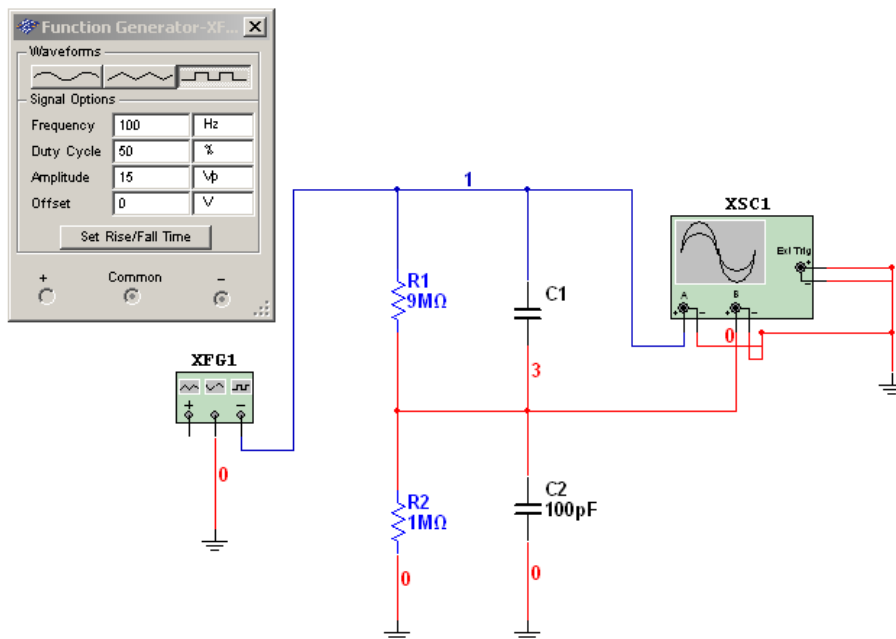 Function Generator-XF...
Waveforms
Signal Options
Frequency 100 Hz
Duty Cycle 50 %
Amplitude 15 Vp
Offset 0 V
Set Rise/Fall Time
+ Common −
1
XSC1
Ext Trig
+
−
A B
+ − + −
0
R1
9MΩ
C1
3
XFG1
+ −
0
R2
1MΩ
C2
100pF
0
0